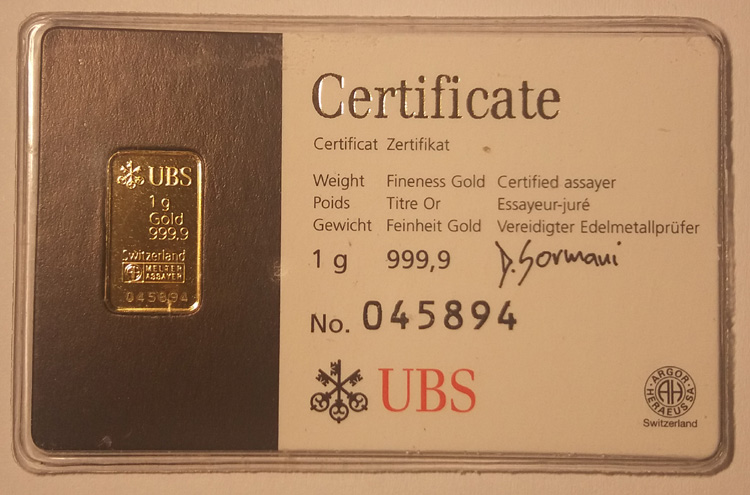 UBS
1 g
Gold
999.9
Switzerland
MELTER
ASSAYER
045894
Certificate
Certificat Zertifikat
Weight Fineness Gold Certified assayer
Poids Titre Or Essayeur-juré
Gewicht Feinheit Gold Vereidigter Edelmetallprüfer
1 g 999,9 D. Sormani
No. 045894
UBS
ARGOR
AH
HERAEUS SA
Switzerland